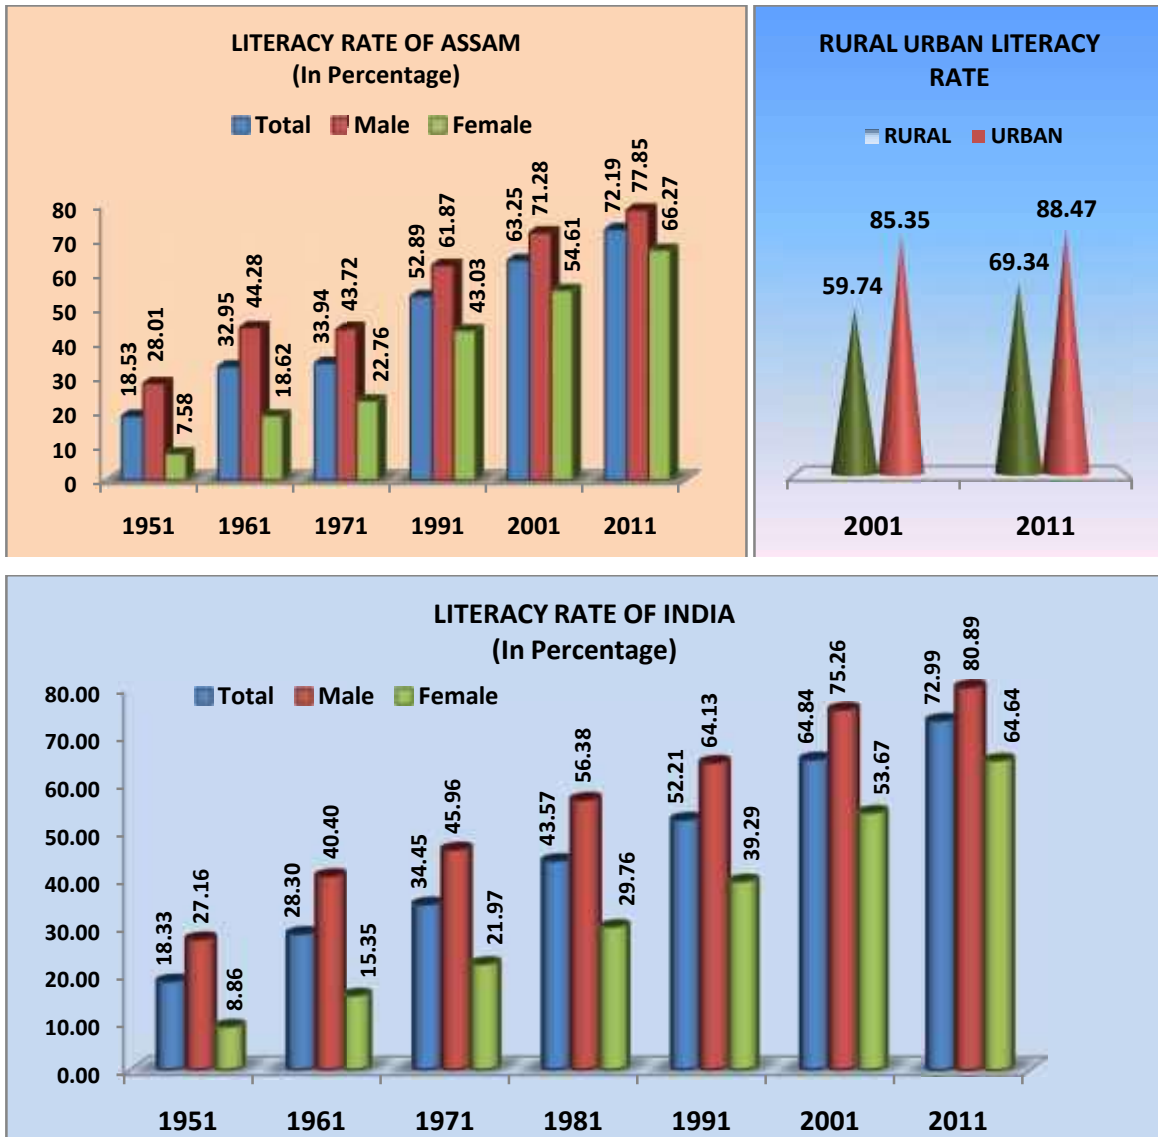 LITERACY RATE OF ASSAM
(In Percentage)
Total Male Female
80
70
60
50
40
30
20
10
0
18.53 28.01 7.58
32.95 44.28 18.62
33.94 43.72 22.76
52.89 61.87 43.03
63.25 71.28 54.61
72.19 77.85 66.27
1951 1961 1971 1991 2001 2011
RURAL URBAN LITERACY
RATE
RURAL URBAN
59.74 85.35
69.34 88.47
2001 2011
LITERACY RATE OF INDIA
(In Percentage)
Total Male Female
80.00
70.00
60.00
50.00
40.00
30.00
20.00
10.00
0.00
18.33 27.16 8.86
28.30 40.40 15.35
34.45 45.96 21.97
43.57 56.38 29.76
52.21 64.13 39.29
64.84 75.26 53.67
72.99 80.89 64.64
1951 1961 1971 1981 1991 2001 2011